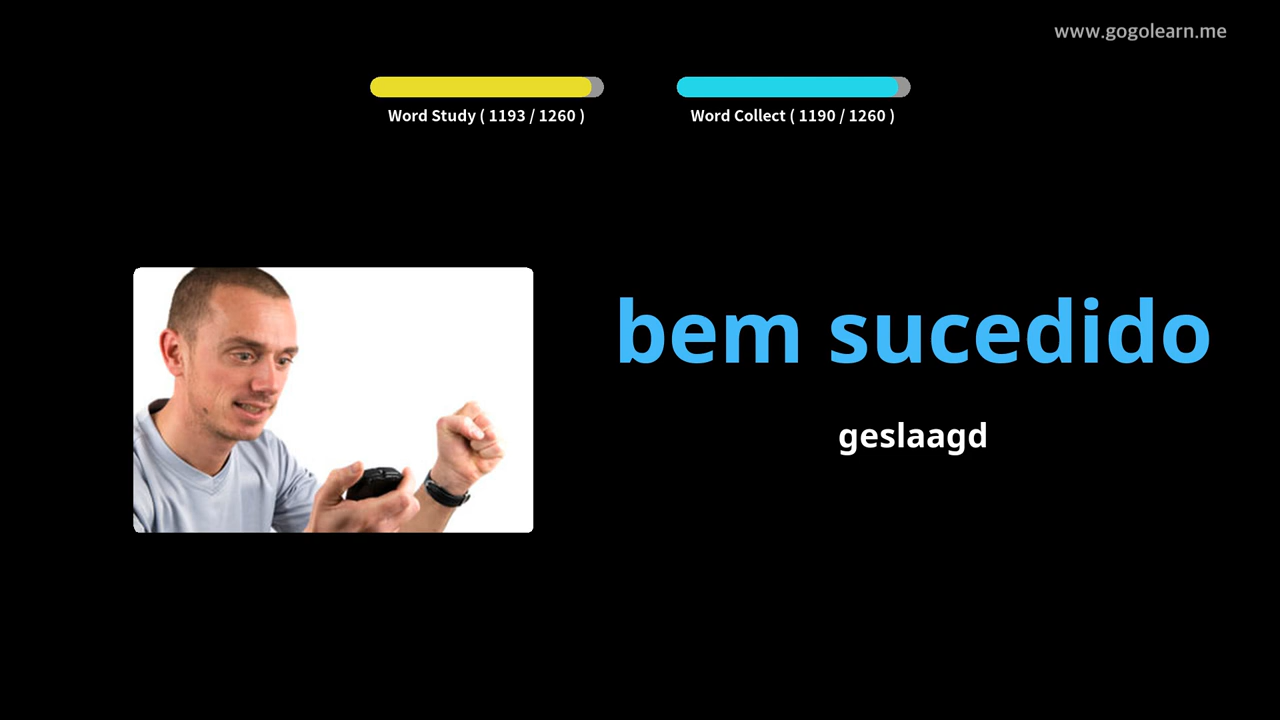 www.gogolearn.me
Word Study ( 1193 / 1260 )
Word Collect ( 1190 / 1260 )
bem sucedido
geslaagd